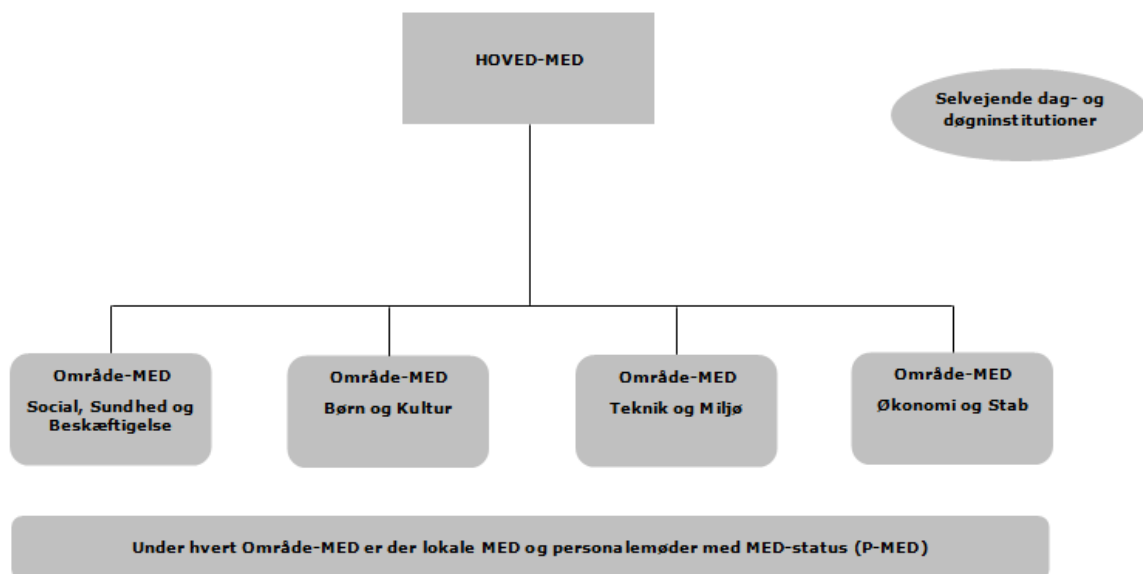 HOVED-MED
Selvejende dag- og
døgninstitutioner
Område-MED
Social, Sundhed og
Beskæftigelse
Område-MED
Børn og Kultur
Område-MED
Teknik og Miljø
Område-MED
Økonomi og Stab
Under hvert Område-MED er der lokale MED og personalemøder med MED-status (P-MED)